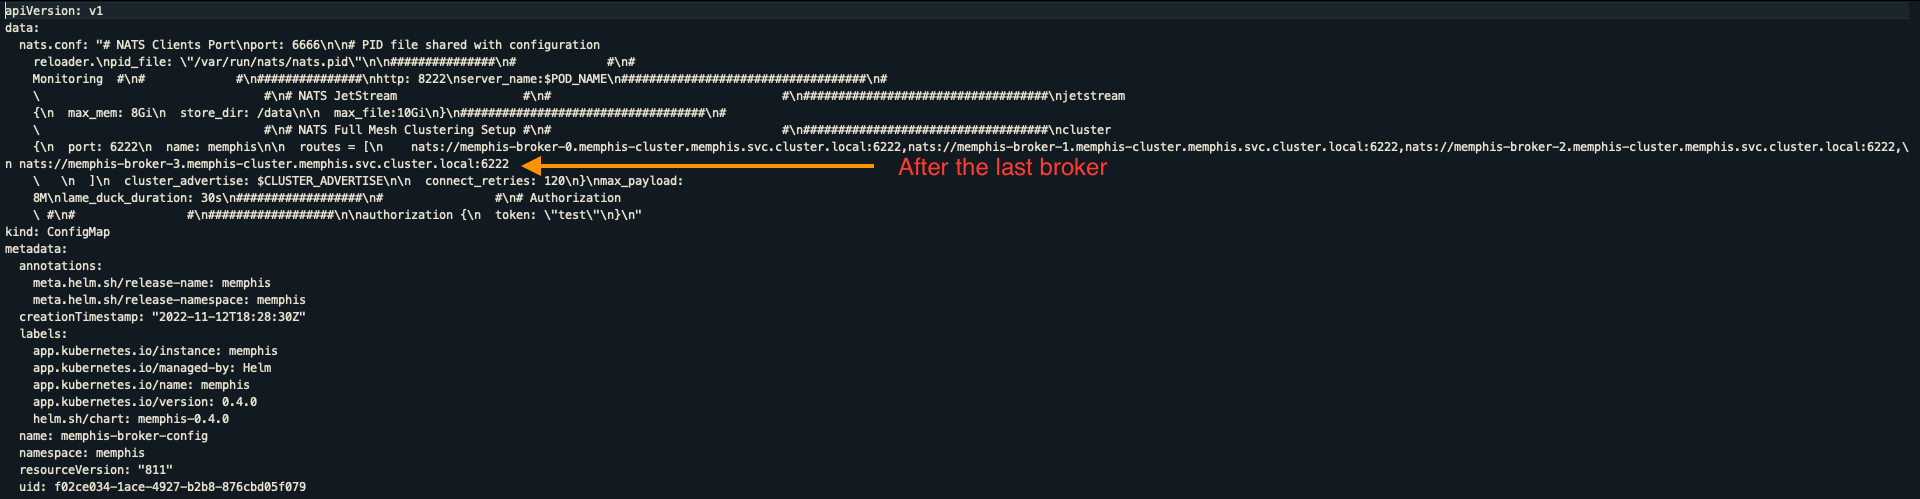 apiVersion: v1
data:
  nats.conf: "# NATS Clients Port\nport: 6666\n\n# PID file shared with configuration
    reloader.\npid_file: \"/var/run/nats/nats.pid\"\n\n###############\n#             #\n#
    Monitoring  #\n#             #\n###############\nhttp: 8222\nserver_name:$POD_NAME\n###################################\n#
    \                                #\n# NATS JetStream                  #\n#                                 #\n###################################\njetstream
    {\n  max_mem: 8Gi\n  store_dir: /data\n\n  max_file:10Gi\n}\n###################################\n#
    \                                #\n# NATS Full Mesh Clustering Setup #\n#                                 #\n###################################\ncluster
    {\n  port: 6222\n  name: memphis\n\n  routes = [\n    nats://memphis-broker-0.memphis-cluster.memphis.svc.cluster.local:6222,nats://memphis-broker-1.memphis-cluster.memphis.svc.cluster.local:6222,nats://memphis-broker-2.memphis-cluster.memphis.svc.cluster.local:6222,\
n nats://memphis-broker-3.memphis-cluster.memphis.svc.cluster.local:6222
After the last broker
    \   \n  ]\n  cluster_advertise: $CLUSTER_ADVERTISE\n\n  connect_retries: 120\n}\nmax_payload:
    8M\nlame_duck_duration: 30s\n##################\n#                #\n# Authorization
    \ #\n#                #\n##################\n\nauthorization {\n  token: \"test\"\n}\n"
kind: ConfigMap
metadata:
  annotations:
    meta.helm.sh/release-name: memphis
    meta.helm.sh/release-namespace: memphis
  creationTimestamp: "2022-11-12T18:28:30Z"
  labels:
    app.kubernetes.io/instance: memphis
    app.kubernetes.io/managed-by: Helm
    app.kubernetes.io/name: memphis
    app.kubernetes.io/version: 0.4.0
    helm.sh/chart: memphis-0.4.0
  name: memphis-broker-config
  namespace: memphis
  resourceVersion: "811"
  uid: f02ce034-1ace-4927-b2b8-876cbd05f079